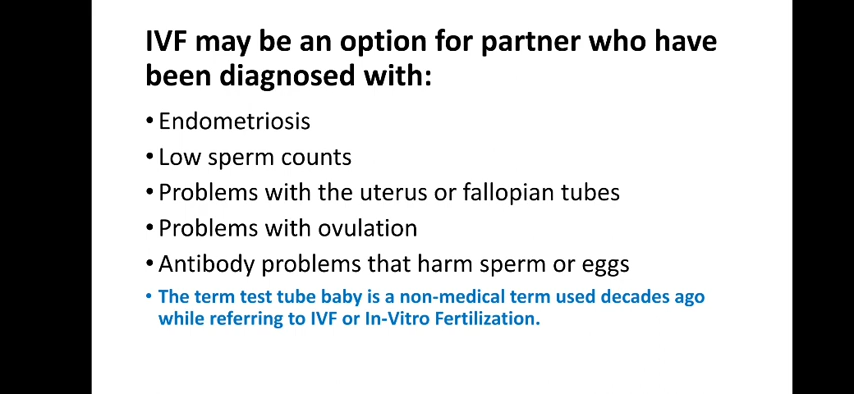 IVF may be an option for partner who have
been diagnosed with:
• Endometriosis
• Low sperm counts
• Problems with the uterus or fallopian tubes
• Problems with ovulation
• Antibody problems that harm sperm or eggs
• The term test tube baby is a non-medical term used decades ago
while referring to IVF or In-Vitro Fertilization.